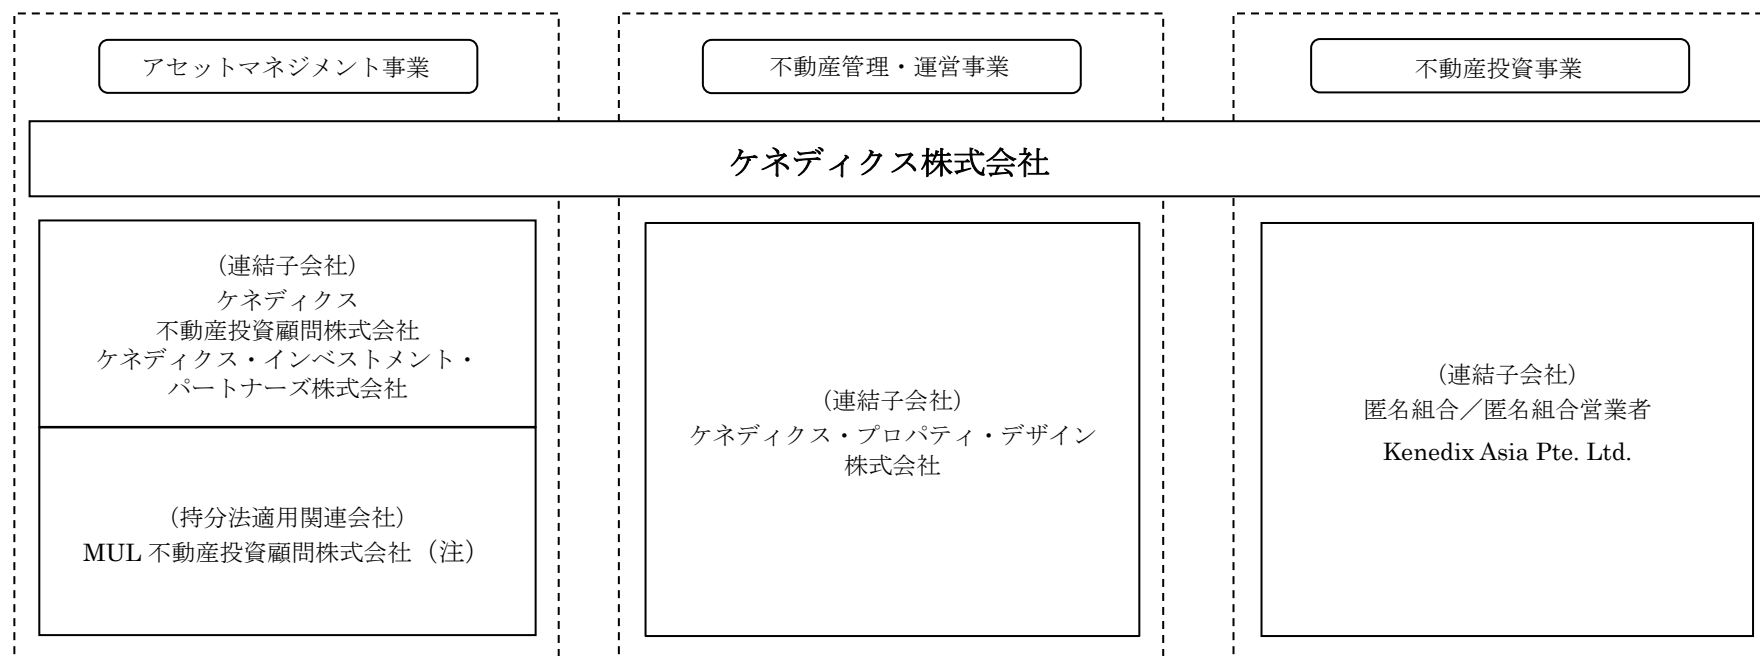 アセットマネジメント事業
不動産管理・運営事業
不動産投資事業
ケネディクス株式会社
（連結子会社）
ケネディクス
不動産投資顧問株式会社
ケネディクス・インベストメント・
パートナーズ株式会社
（持分法適用関連会社）
MUL 不動産投資顧問株式会社（注）
（連結子会社）
ケネディクス・プロパティ・デザイン
株式会社
（連結子会社）
匿名組合／匿名組合営業者
Kenedix Asia Pte. Ltd.